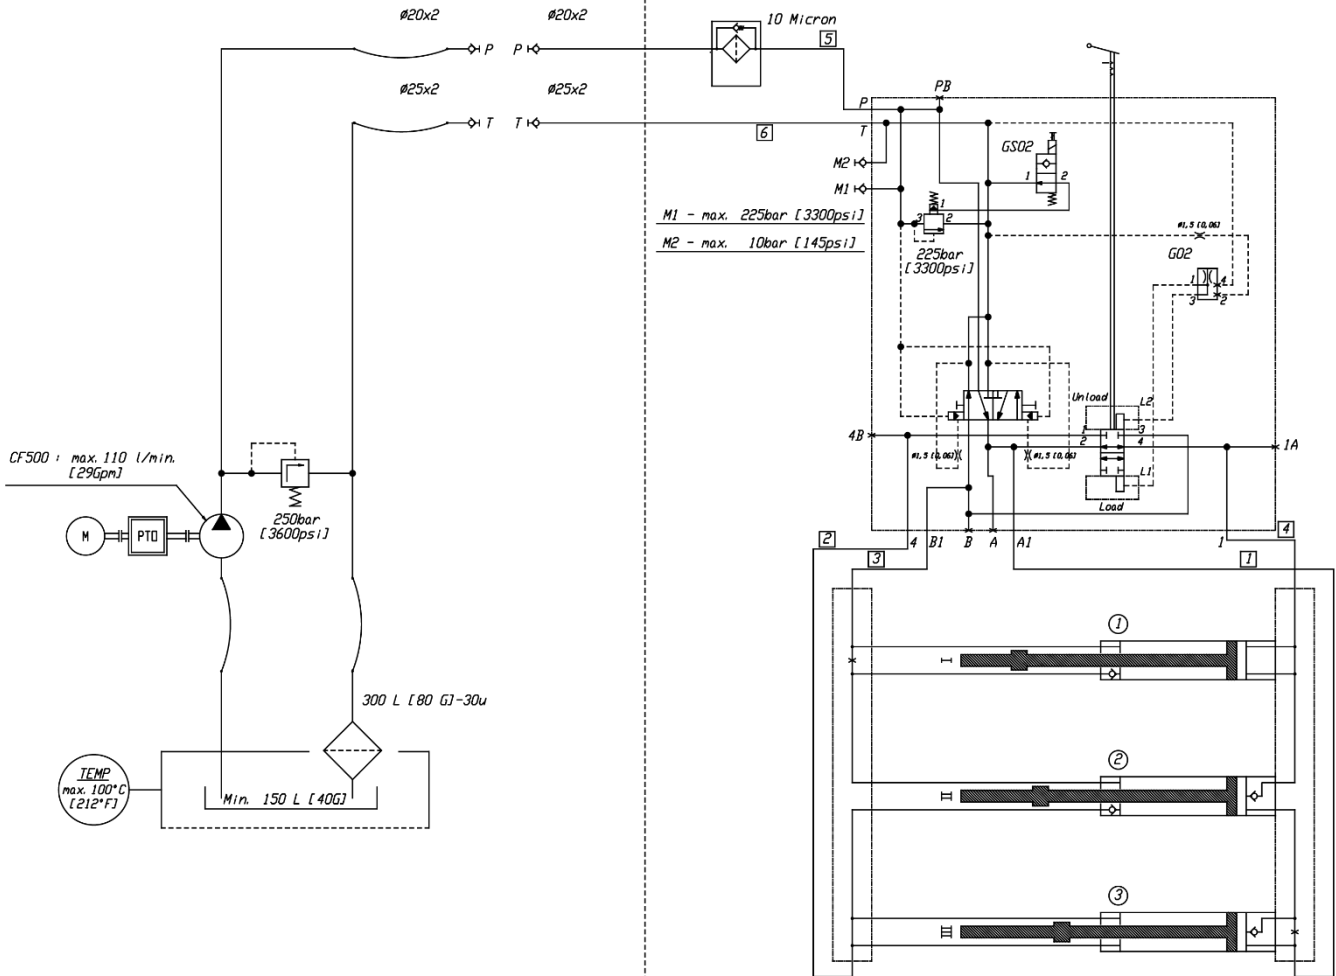 ø20x2
ø20x2
10 Micron
5
P
P
ø25x2
ø25x2
PB
P
T
T
6
T
GS02
M2
1
2
M1
1
M1 - max. 225bar [3300psi]
3
2
ø1,5 [0,06]
M2 - max. 10bar [145psi]
225bar
[3300psi]
G02
1
4
3
2
Unload
L2
4B
1
3
1A
2
4
CF500 : max. 110 l/min.
[29Gpm]
ø1,5 [0,06]
ø1,5 [0,06]
L1
Load
250bar
[3600psi]
M
PTO
2
4
B1
B
A
A1
1
4
3
1
1
I
300 L [80 G]-30u
2
TEMP
max. 100°C
[212°F]
Min. 150 L [40G]
II
3
III